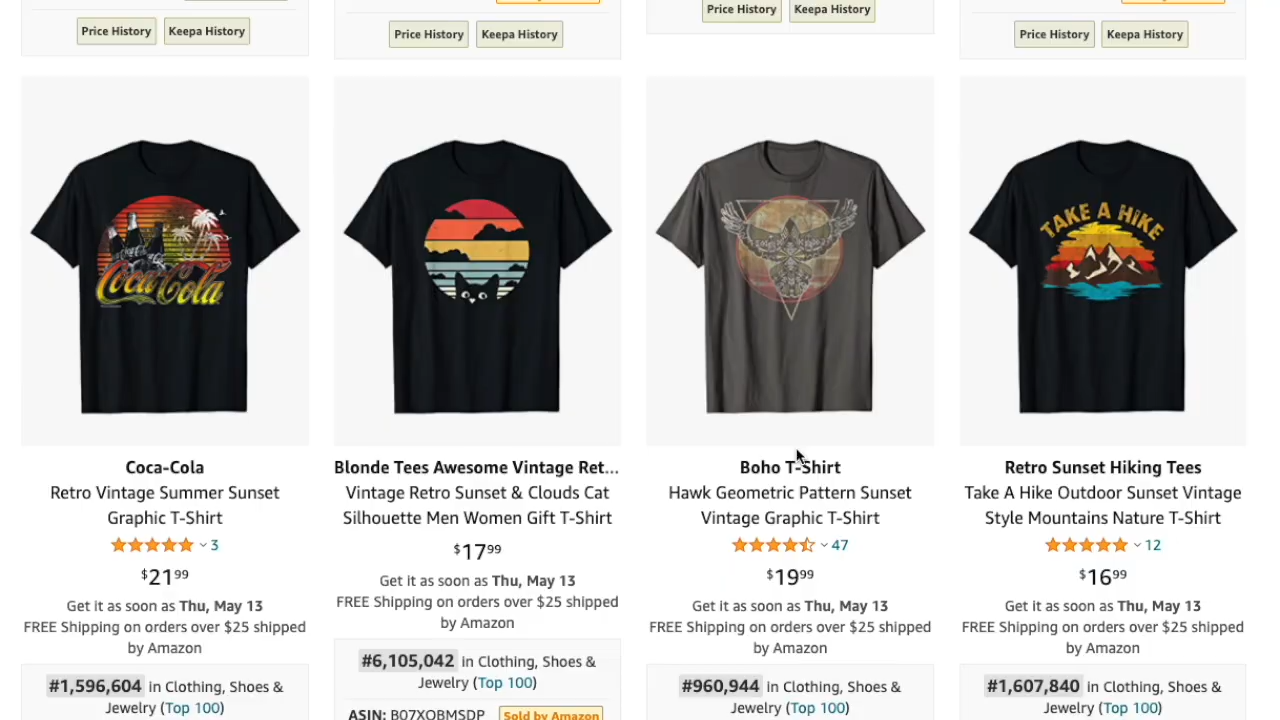 Price History Keepa History
Price History Keepa History
Price History Keepa History
Price History Keepa History
Coca-Cola
TAKE A HIKE
Coca-Cola
Retro Vintage Summer Sunset
Graphic T-Shirt
3
$21.99
Get it as soon as Thu, May 13
FREE Shipping on orders over $25 shipped
by Amazon
#1,596,604 in Clothing, Shoes &
Jewelry (Top 100)
Blonde Tees Awesome Vintage Ret...
Vintage Retro Sunset & Clouds Cat
Silhouette Men Women Gift T-Shirt
$17.99
Get it as soon as Thu, May 13
FREE Shipping on orders over $25 shipped
by Amazon
#6,105,042 in Clothing, Shoes &
Jewelry (Top 100)
ASIN: B07XQBMSDP Sold by Amazon
Boho T-Shirt
Hawk Geometric Pattern Sunset
Vintage Graphic T-Shirt
47
$19.99
Get it as soon as Thu, May 13
FREE Shipping on orders over $25 shipped
by Amazon
#960,944 in Clothing, Shoes &
Jewelry (Top 100)
Retro Sunset Hiking Tees
Take A Hike Outdoor Sunset Vintage
Style Mountains Nature T-Shirt
12
$16.99
Get it as soon as Thu, May 13
FREE Shipping on orders over $25 shipped
by Amazon
#1,607,840 in Clothing, Shoes &
Jewelry (Top 100)